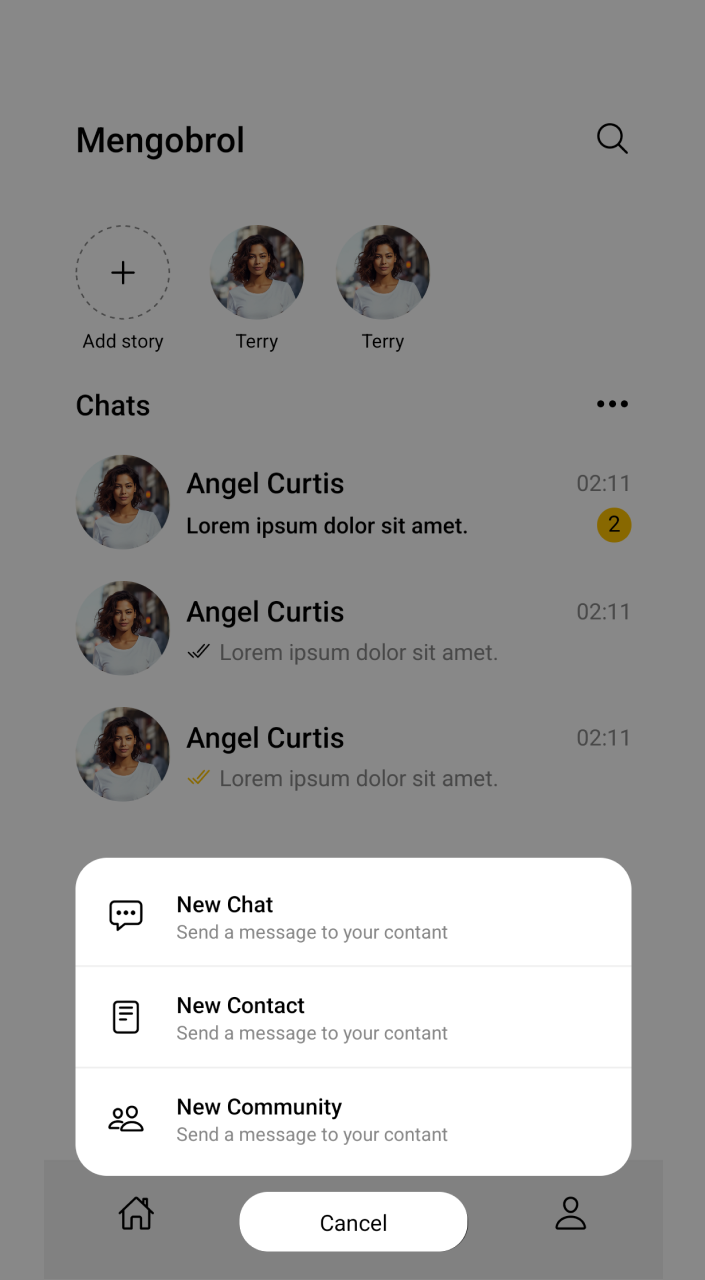 Mengobrol
Add story
Terry
Terry
Chats
Angel Curtis
02:11
Lorem ipsum dolor sit amet.
2
Angel Curtis
02:11
Lorem ipsum dolor sit amet.
Angel Curtis
02:11
Lorem ipsum dolor sit amet.
New Chat
Send a message to your contant
New Contact
Send a message to your contant
New Community
Send a message to your contant
Cancel